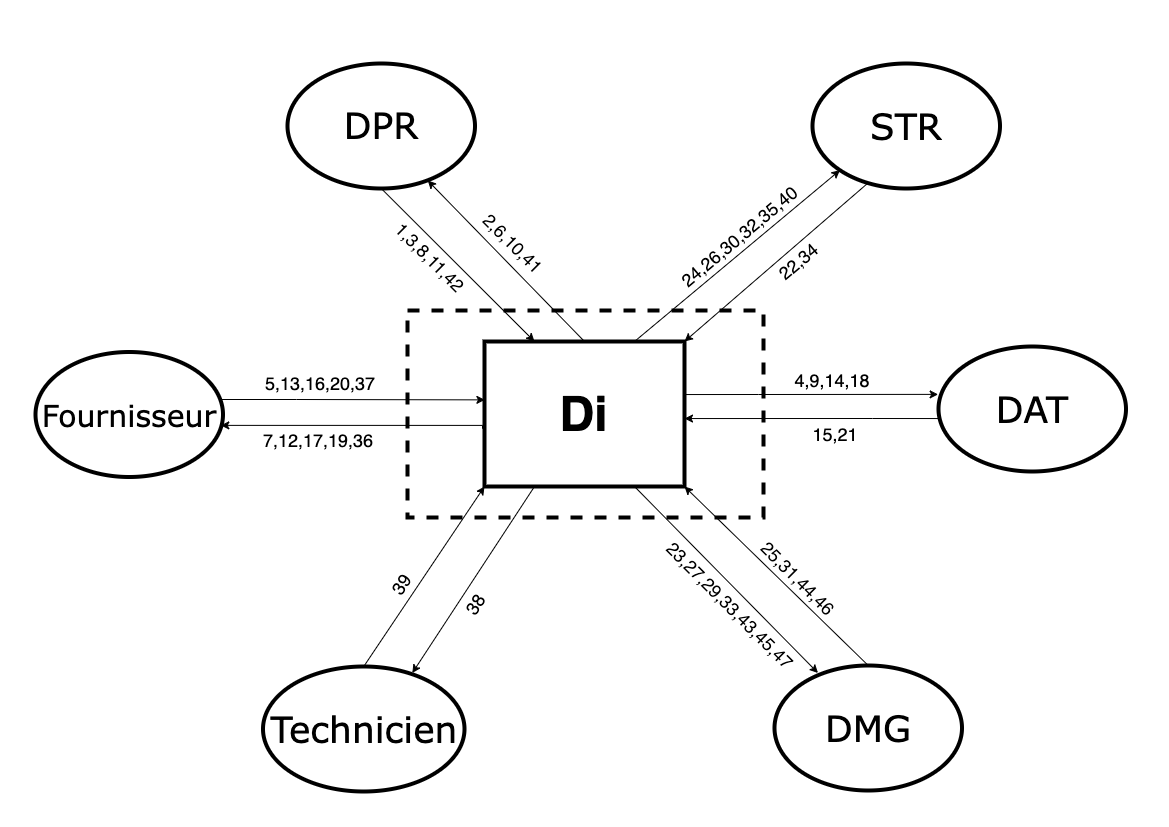 DPR
STR
2,6,10,41
24,26,30,32,35,40
1,3,8,11,42
22,34
5,13,16,20,37
4,9,14,18
Fournisseur
Di
DAT
7,12,17,19,36
15,21
39
38
23,27,29,33,43,45,47
25,31,44,46
Technicien
DMG